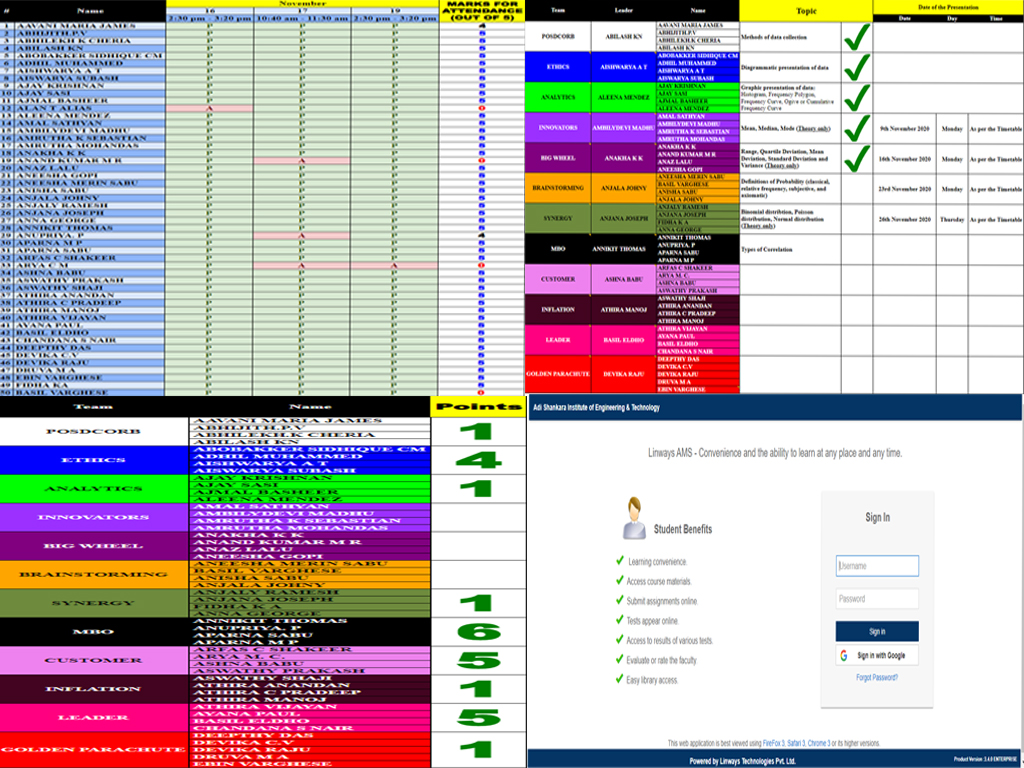 # Name November MARKS FOR ATTENDANCE (OUT OF 5)
16 17 19
2:30 pm - 3:20 pm 10:40 am - 11:30 am 2:30 pm - 3:20 pm
1 AAVANI MARIA JAMES P P P 4
2 ABHIJITH.P.V P P P 5
3 ABHILEKH.K CHERIA P P P 5
4 ABILASH KN P P P 5
5 ABOBAKKER SIDHIQUE CM P P P 5
6 ADHIL MUHAMMED P P P 5
7 AISHWARYA A T P P P 5
8 AISWARYA SUBASH P P P 5
9 AJAY KRISHNAN P P P 5
10 AJAY SASI P P P 5
11 AJMAL BASHEER P P P 5
12 ALAN T ALIAS A P P 0
13 ALEENA MENDEZ P P P 5
14 AMAL SATHYAN P P P 5
15 AMBILYDEVI MADHU P P P 5
16 AMRUTHA K SEBASTIAN P P P 5
17 AMRUTHA MOHANDAS P P P 5
18 ANAKHA K K P P P 5
19 ANAND KUMAR M R P A P 0
20 ANAZ LALU P P P 5
21 ANEESHA GOPI P P P 5
22 ANEESHA MERIN SABU P P P 5
23 ANISHA SABU P P P 5
24 ANJALA JOHNY P P P 5
25 ANJALY RAMESH P P P 5
26 ANJANA JOSEPH P P P 5
27 ANNA GEORGE P P P 5
28 ANNIKIT THOMAS P P P 5
29 ANUPRIYA. P P A P 4
30 APARNA M P P P P 5
31 APARNA SABU P P P 5
32 ARFAS C SHAKEER P P P 5
33 ARYA C M P A A 0
34 ASHNA BABU P P P 5
35 ASWATHY PRAKASH P P P 5
36 ASWATHY SHAJI P P P 5
37 ATHIRA ANANDAN P P P 5
38 ATHIRA C PRADEEP P P P 5
39 ATHIRA MANOJ P P P 5
40 ATHIRA VIJAYAN P P P 5
41 AYANA PAUL P P P 5
42 BASIL ELDHO P P P 5
43 CHANDANA S NAIR P P P 5
44 DEEPTHY DAS P P P 5
45 DEVIKA C.V P P P 5
46 DEVIKA RAJU P P P 5
47 DRUVA M A P P P 5
48 EBIN VARGHESE P P P 5
49 FIDHA KA P P P 5
50 BASIL VARGHESE P P P 0
Team Leader Name Topic Date of the Presentation
Date Day Time
POSDCORB ABILASH KN Methods of data collection
AAVANI MARIA JAMES
ABHIJITH.P.V
ABHILEKH.K CHERIA
ABILASH KN
ETHICS AISHWARYA A T Diagrammatic presentation of data
ABOBAKKER SIDHIQUE CM
ADHIL MUHAMMED
AISHWARYA A T
AISWARYA SUBASH
ANALYTICS ALEENA MENDEZ Graphic presentation of data: Histogram, Frequency Polygon, Frequency Curve, Ogive or Cumulative Frequency Curve
AJAY KRISHNAN
AJAY SASI
AJMAL BASHEER
ALEENA MENDEZ
INNOVATORS AMBILYDEVI MADHU Mean, Median, Mode (Theory only) 9th November 2020 Monday As per the Timetable
AMAL SATHYAN
AMBILYDEVI MADHU
AMRUTHA K SEBASTIAN
AMRUTHA MOHANDAS
BIG WHEEL ANAKHA K K Range, Quartile Deviation, Mean Deviation, Standard Deviation and Variance (Theory only) 16th November 2020 Monday As per the Timetable
ANAKHA K K
ANAND KUMAR M R
ANAZ LALU
ANEESHA GOPI
BRAINSTORMING ANJALA JOHNY Definitions of Probability (classical, relative frequency, subjective, and axiomatic) 23rd November 2020 Monday As per the Timetable
ANEESHA MERIN SABU
BASIL VARGHESE
ANISHA SABU
ANJALA JOHNY
SYNERGY ANJANA JOSEPH Binomial distribtion, Poisson distribution, Normal distribution (Theory only) 26th November 2020 Thursday As per the Timetable
ANJALY RAMESH
ANJANA JOSEPH
FIDHA K A
ANNA GEORGE
MBO ANNIKIT THOMAS Types of Correlation
ANNIKIT THOMAS
ANUPRIYA. P
APARNA SABU
APARNA M P
CUSTOMER ASHNA BABU
ARFAS C SHAKEER
ARYA M. C.
ASHNA BABU
ASWATHY PRAKASH
INFLATION ATHIRA MANOJ
ASWATHY SHAJI
ATHIRA ANANDAN
ATHIRA C PRADEEP
ATHIRA MANOJ
LEADER BASIL ELDHO
ATHIRA VIJAYAN
AYANA PAUL
BASIL ELDHO
CHANDANA S NAIR
GOLDEN PARACHUTE DEVIKA RAJU
DEEPTHY DAS
DEVIKA C.V
DEVIKA RAJU
DRUVA M A
EBIN VARGHESE
Team Name Points
POSDCORB 1
AAVANI MARIA JAMES
ABHIJITH.P.V
ABHILEKH.K CHERIA
ABILASH KN
ETHICS 4
ABOBAKKER SIDHIQUE CM
ADHIL MUHAMMED
AISHWARYA A T
AISWARYA SUBASH
ANALYTICS 1
AJAY KRISHNAN
AJAY SASI
AJMAL BASHEER
ALEENA MENDEZ
INNOVATORS
AMAL SATHYAN
AMBILYDEVI MADHU
AMRUTHA K SEBASTIAN
AMRUTHA MOHANDAS
BIG WHEEL
ANAKHA K K
ANAND KUMAR M R
ANAZ LALU
ANEESHA GOPI
BRAINSTORMING
ANEESHA MERIN SABU
BASIL VARGHESE
ANISHA SABU
ANJALA JOHNY
SYNERGY 1
ANJALY RAMESH
ANJANA JOSEPH
FIDHA K A
ANNA GEORGE
MBO 6
ANNIKIT THOMAS
ANUPRIYA. P
APARNA SABU
APARNA M P
CUSTOMER 5
ARFAS C SHAKEER
ARYA M. C.
ASHNA BABU
ASWATHY PRAKASH
INFLATION 1
ASWATHY SHAJI
ATHIRA ANANDAN
ATHIRA C PRADEEP
ATHIRA MANOJ
LEADER 5
ATHIRA VIJAYAN
AYANA PAUL
BASIL ELDHO
CHANDANA S NAIR
GOLDEN PARACHUTE 1
DEEPTHY DAS
DEVIKA C.V
DEVIKA RAJU
DRUVA M A
EBIN VARGHESE
Adi Shankara Institute of Engineering & Technology
Linways AMS - Convenience and the ability to learn at any place and any time.
Student Benefits
Learning convenience.
Access course materials.
Submit assignments online.
Tests appear online.
Access to results of various tests.
Evaluate or rate the faculty.
Easy library access.
Sign In
Username
Password
Sign in
Sign in with Google
Forgot Password?
This web application is best viewed using FireFox 3, Safari 3, Chrome 3 or its higher versions.
Powered by Linways Technologies Pvt. Ltd.
Product Version: 3.4.0 ENTERPRISE